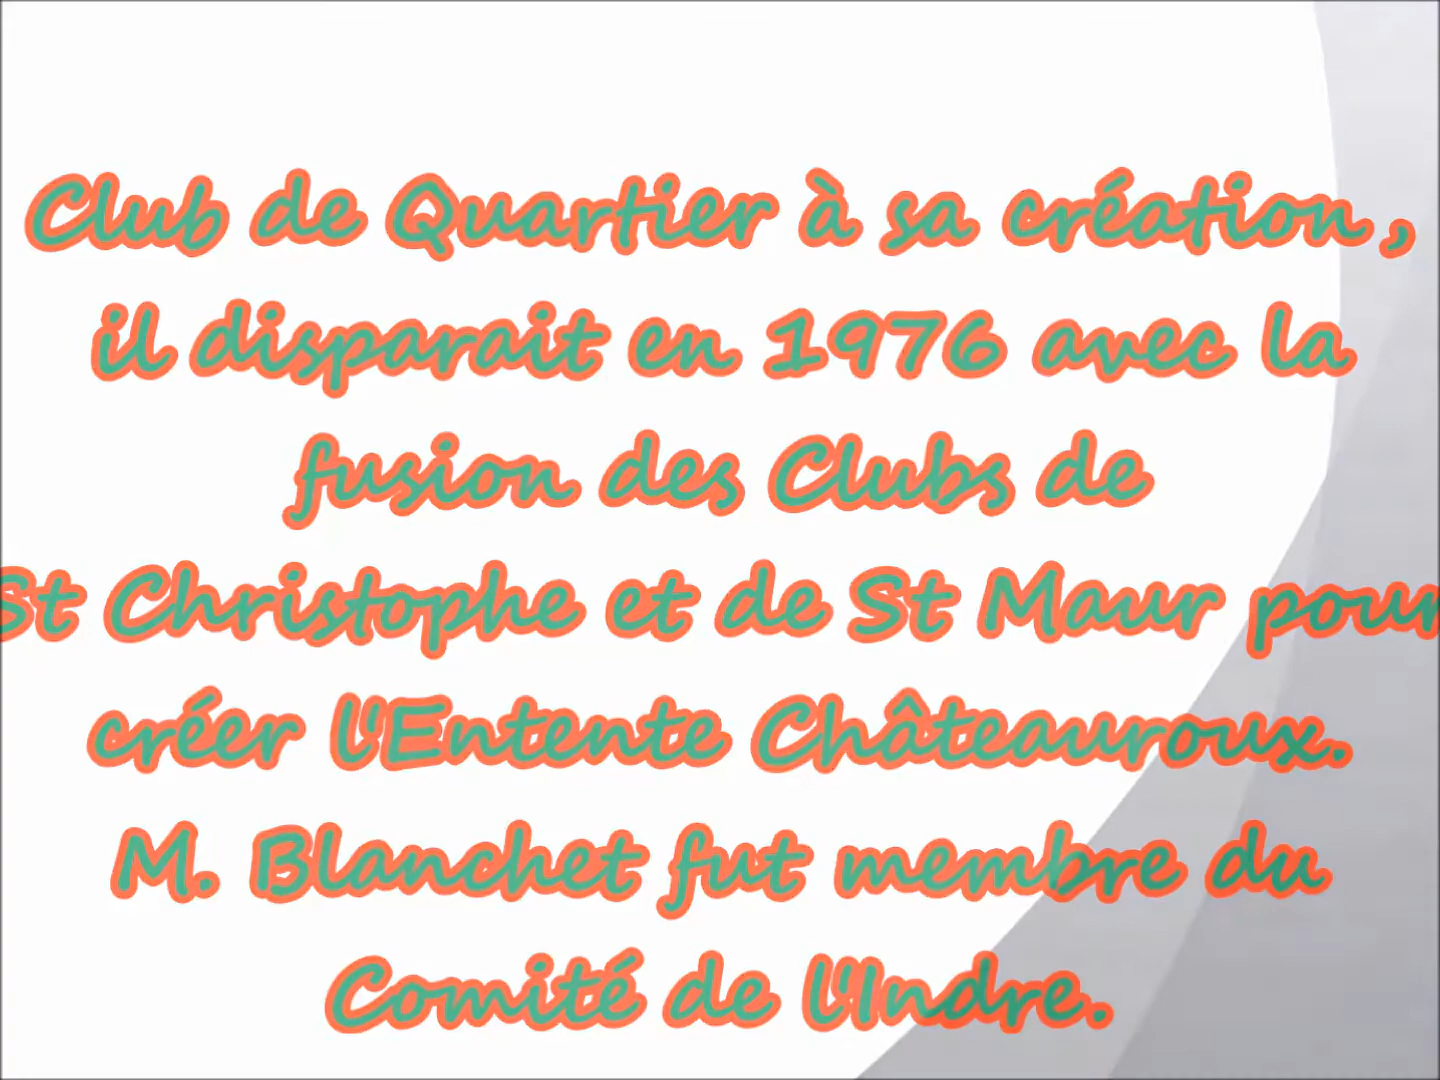 Club de Quartier à sa création,
il disparait en 1976 avec la
fusion des Clubs de
St Christophe et de St Maur pour
créer l'Entente Châteauroux.
M. Blanchet fut membre du
Comité de l'Indre.